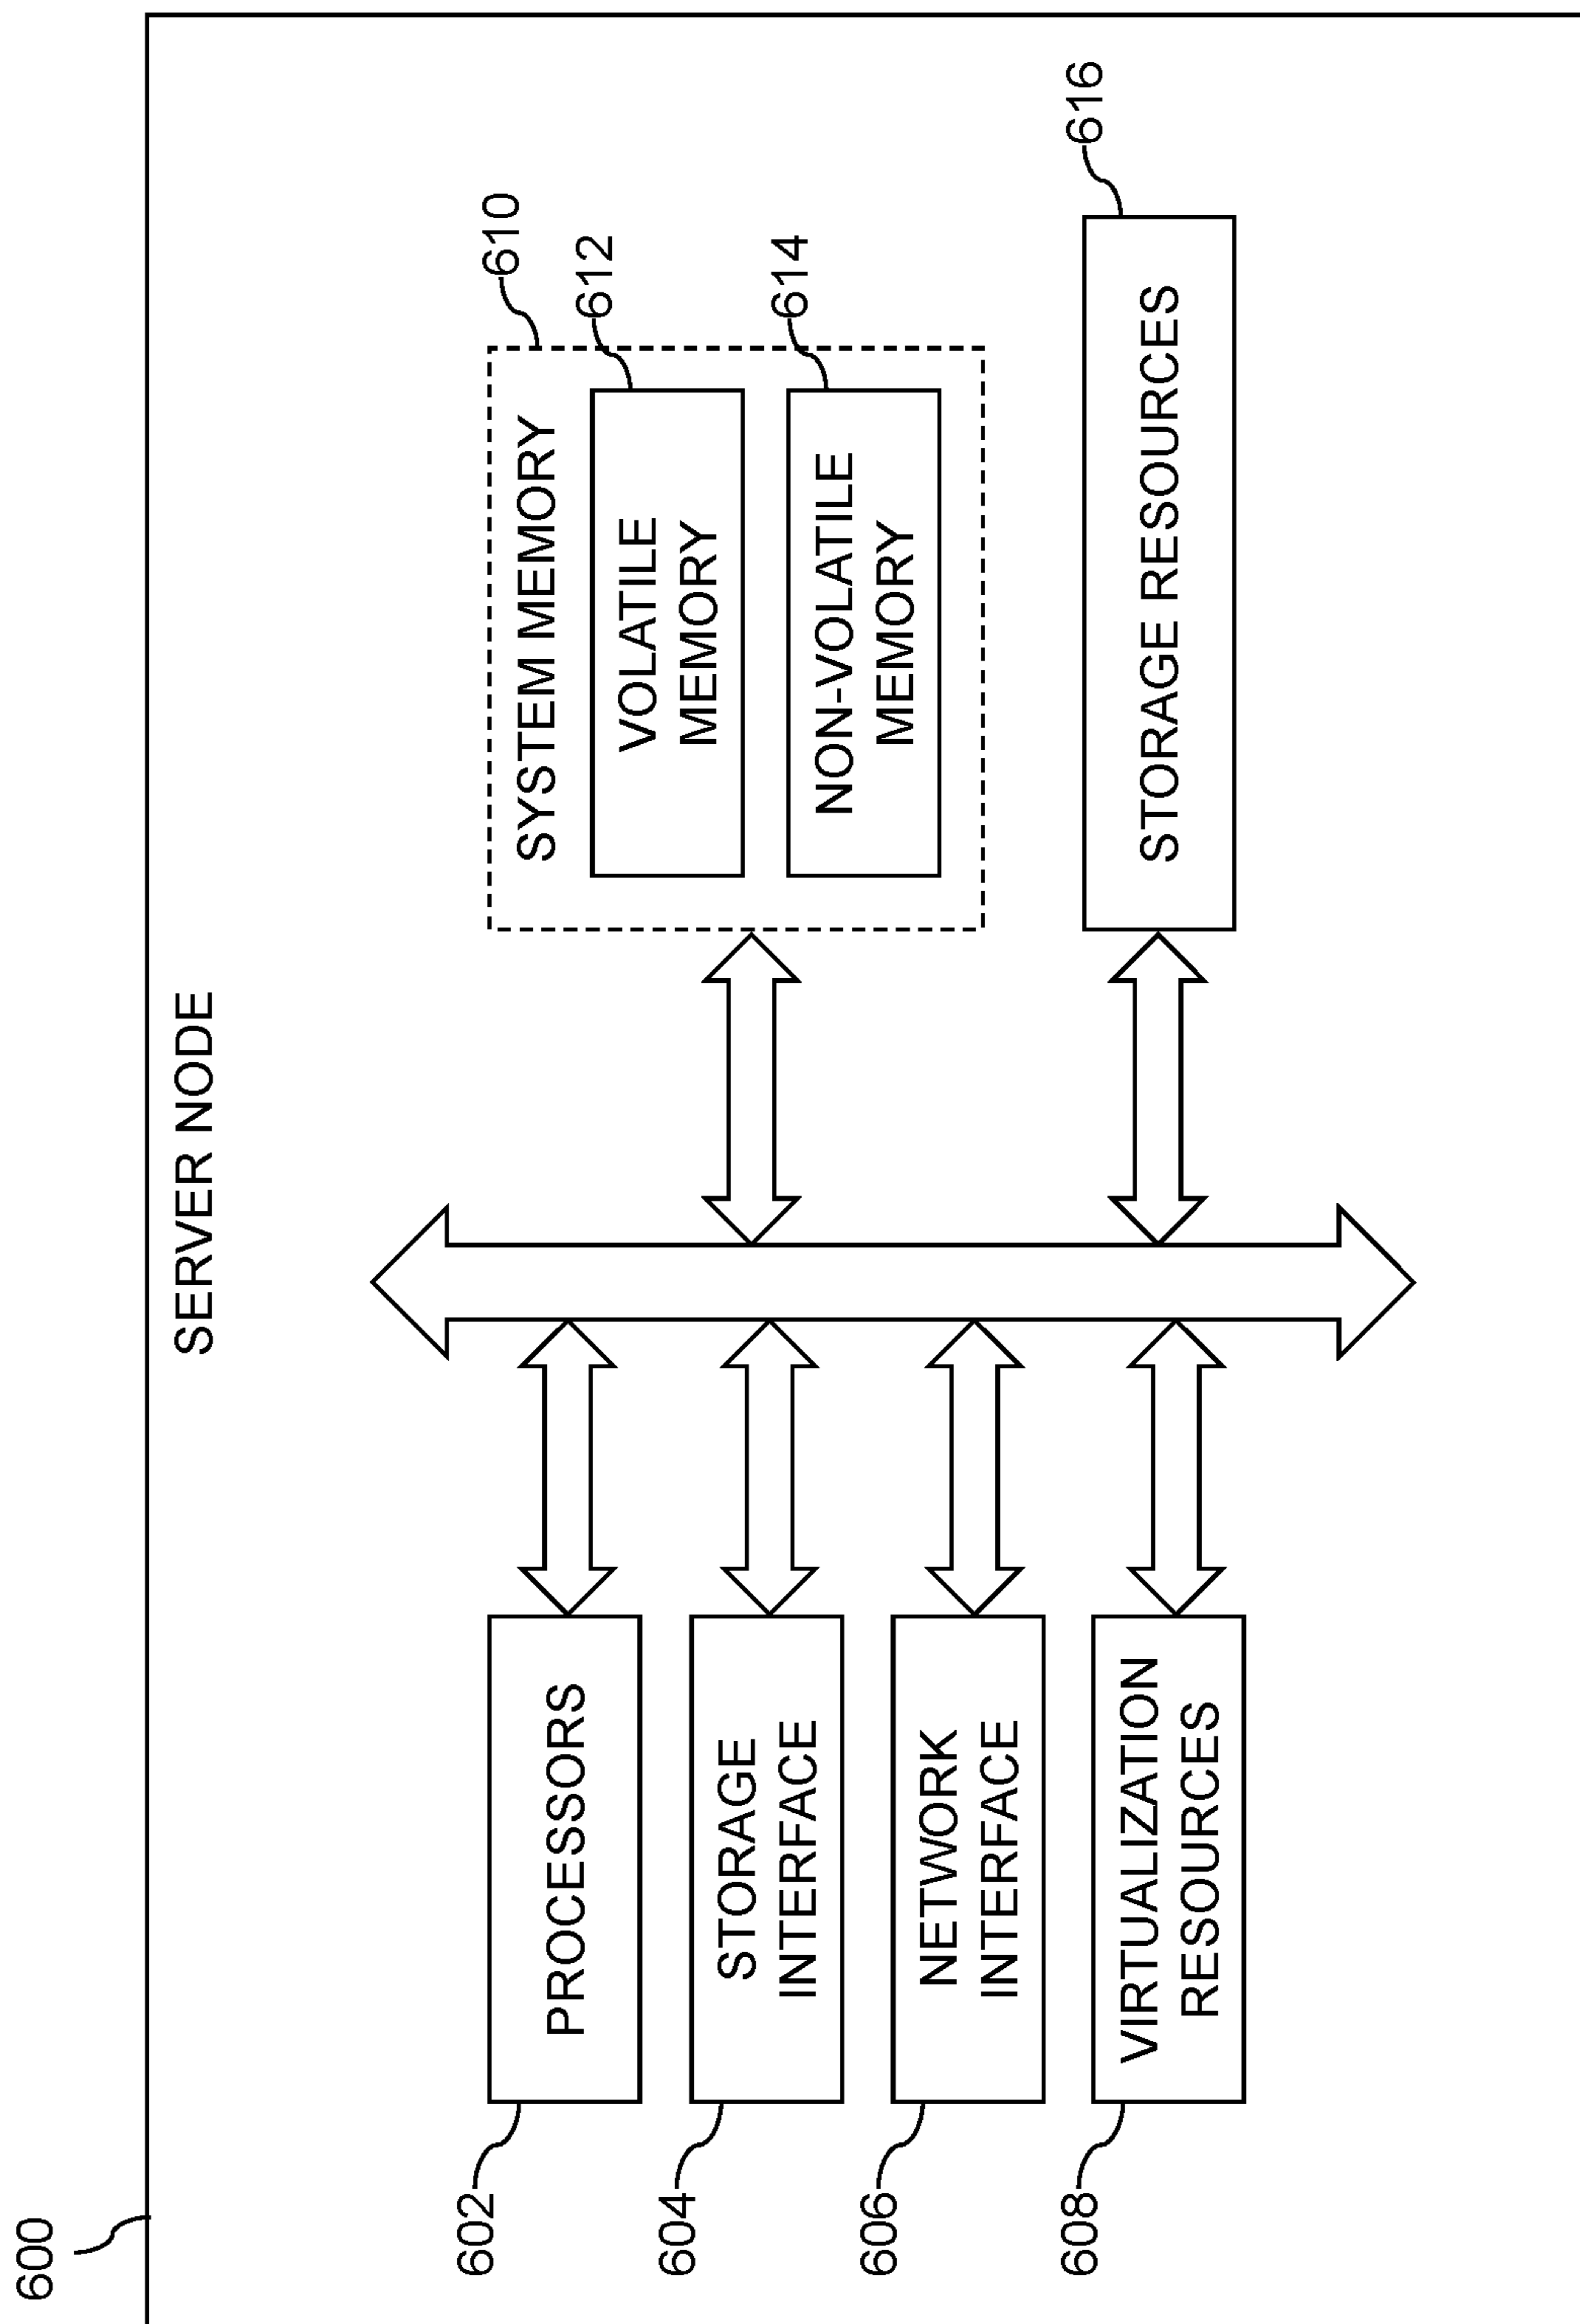 600
SERVER NODE
602
PROCESSORS
604
STORAGE
INTERFACE
606
NETWORK
INTERFACE
608
VIRTUALIZATION
RESOURCES
610
SYSTEM MEMORY
612
VOLATILE
MEMORY
614
NON-VOLATILE
MEMORY
616
STORAGE RESOURCES